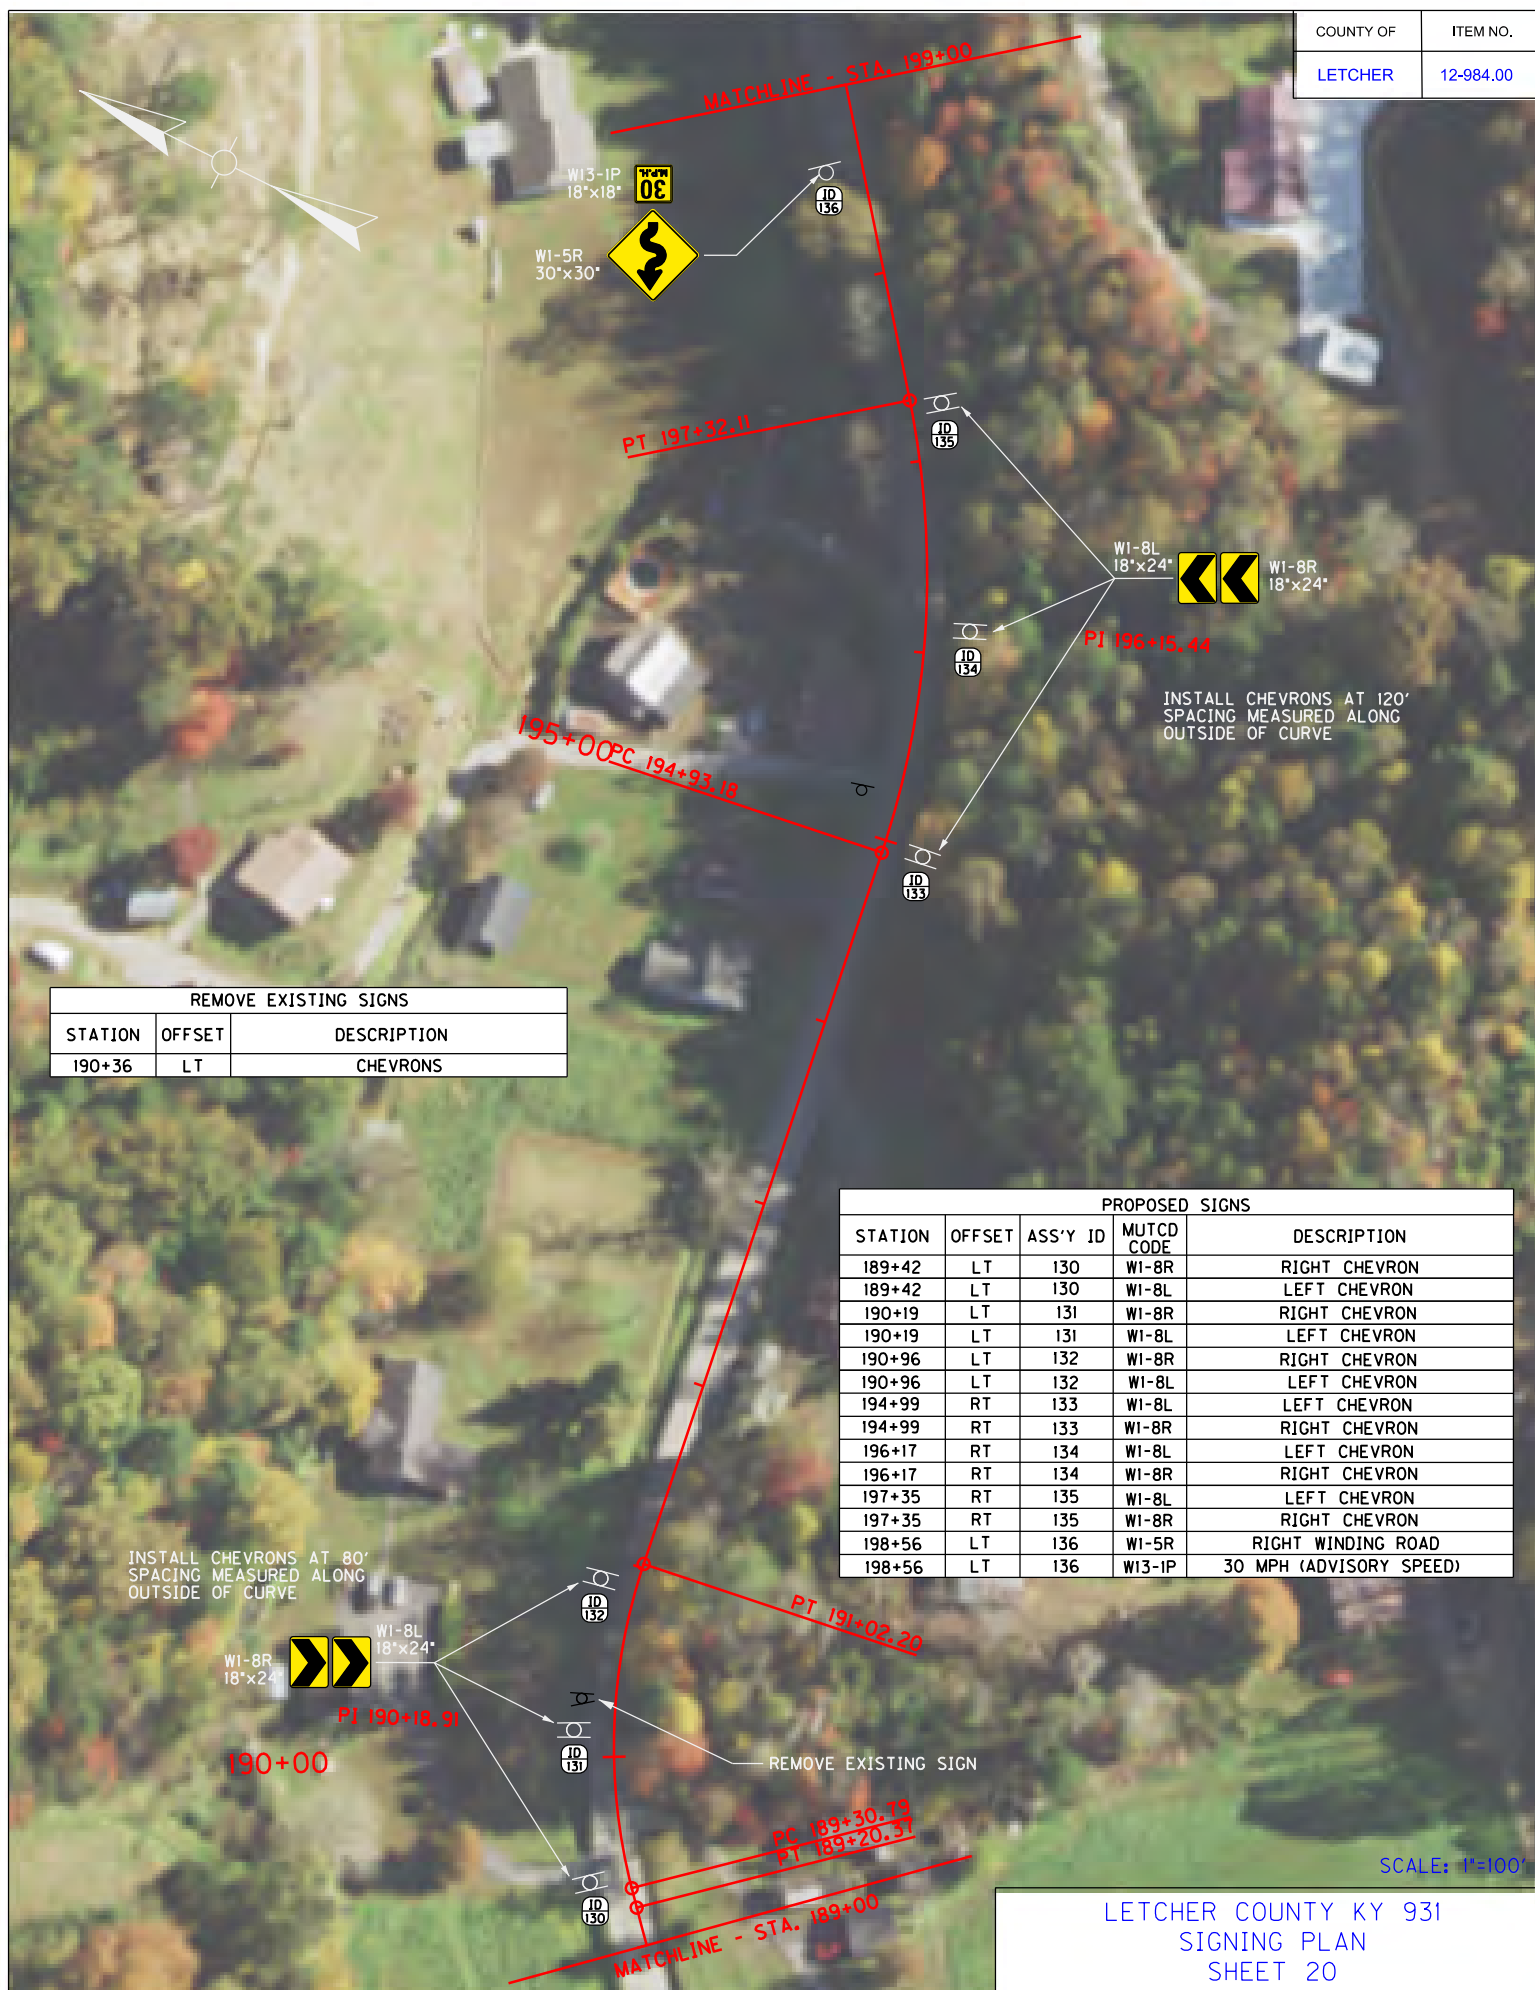 COUNTY OF ITEM NO.
LETCHER 12-984.00
MATCHLINE - STA. 199+00
W13-1P
18"x18"
30
M.P.H.
ID
136
W1-5R
30"x30"
PT 197+32.11
ID
135
W1-8L
18"x24"
W1-8R
18"x24"
PI 196+15.44
ID
134
INSTALL CHEVRONS AT 120'
SPACING MEASURED ALONG
OUTSIDE OF CURVE
195+00
PC 194+93.18
ID
133
REMOVE EXISTING SIGNS
STATION OFFSET DESCRIPTION
190+36 LT CHEVRONS
PROPOSED SIGNS
STATION OFFSET ASS'Y ID MUTCD CODE DESCRIPTION
189+42 LT 130 W1-8R RIGHT CHEVRON
189+42 LT 130 W1-8L LEFT CHEVRON
190+19 LT 131 W1-8R RIGHT CHEVRON
190+19 LT 131 W1-8L LEFT CHEVRON
190+96 LT 132 W1-8R RIGHT CHEVRON
190+96 LT 132 W1-8L LEFT CHEVRON
194+99 RT 133 W1-8L LEFT CHEVRON
194+99 RT 133 W1-8R RIGHT CHEVRON
196+17 RT 134 W1-8L LEFT CHEVRON
196+17 RT 134 W1-8R RIGHT CHEVRON
197+35 RT 135 W1-8L LEFT CHEVRON
197+35 RT 135 W1-8R RIGHT CHEVRON
198+56 LT 136 W1-5R RIGHT WINDING ROAD
198+56 LT 136 W13-1P 30 MPH (ADVISORY SPEED)
INSTALL CHEVRONS AT 80'
SPACING MEASURED ALONG
OUTSIDE OF CURVE
ID
132
PT 191+02.20
W1-8L
18"x24"
W1-8R
18"x24"
PI 190+18.91
190+00
ID
131
REMOVE EXISTING SIGN
PC 189+30.79
PT 189+20.37
ID
130
MATCHLINE - STA. 189+00
SCALE: 1"=100'
LETCHER COUNTY KY 931
SIGNING PLAN
SHEET 20